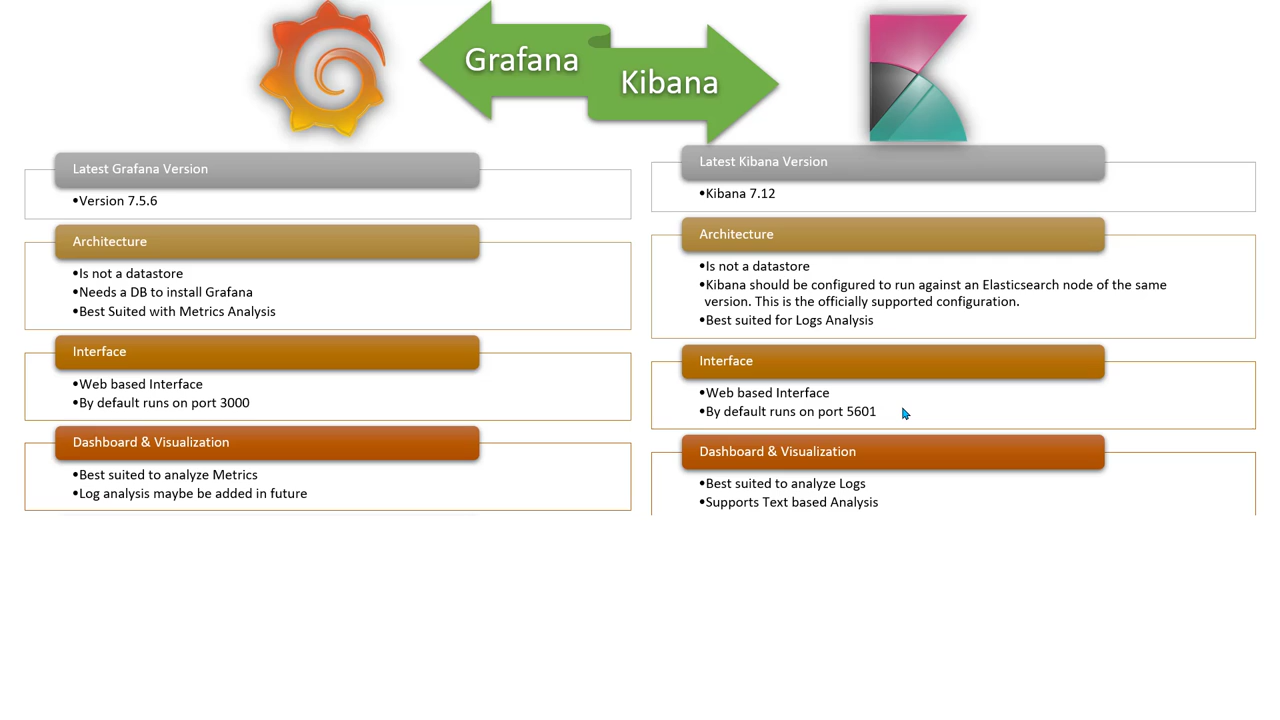 Grafana
Kibana
Latest Grafana Version
•Version 7.5.6
Architecture
•Is not a datastore
•Needs a DB to install Grafana
•Best Suited with Metrics Analysis
Interface
•Web based Interface
•By default runs on port 3000
Dashboard & Visualization
•Best suited to analyze Metrics
•Log analysis maybe be added in future
Latest Kibana Version
•Kibana 7.12
Architecture
•Is not a datastore
•Kibana should be configured to run against an Elasticsearch node of the same
version. This is the officially supported configuration.
•Best suited for Logs Analysis
Interface
•Web based Interface
•By default runs on port 5601
Dashboard & Visualization
•Best suited to analyze Logs
•Supports Text based Analysis